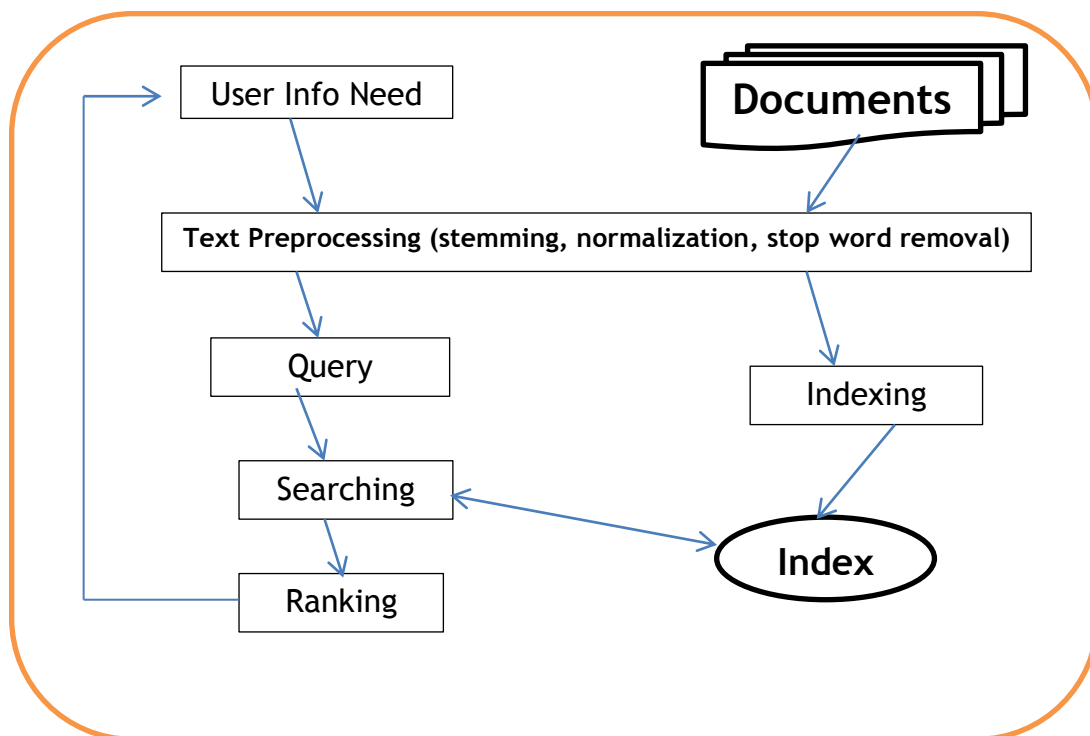 User Info Need
Documents
Text Preprocessing (stemming, normalization, stop word removal)
Query
Indexing
Searching
Index
Ranking